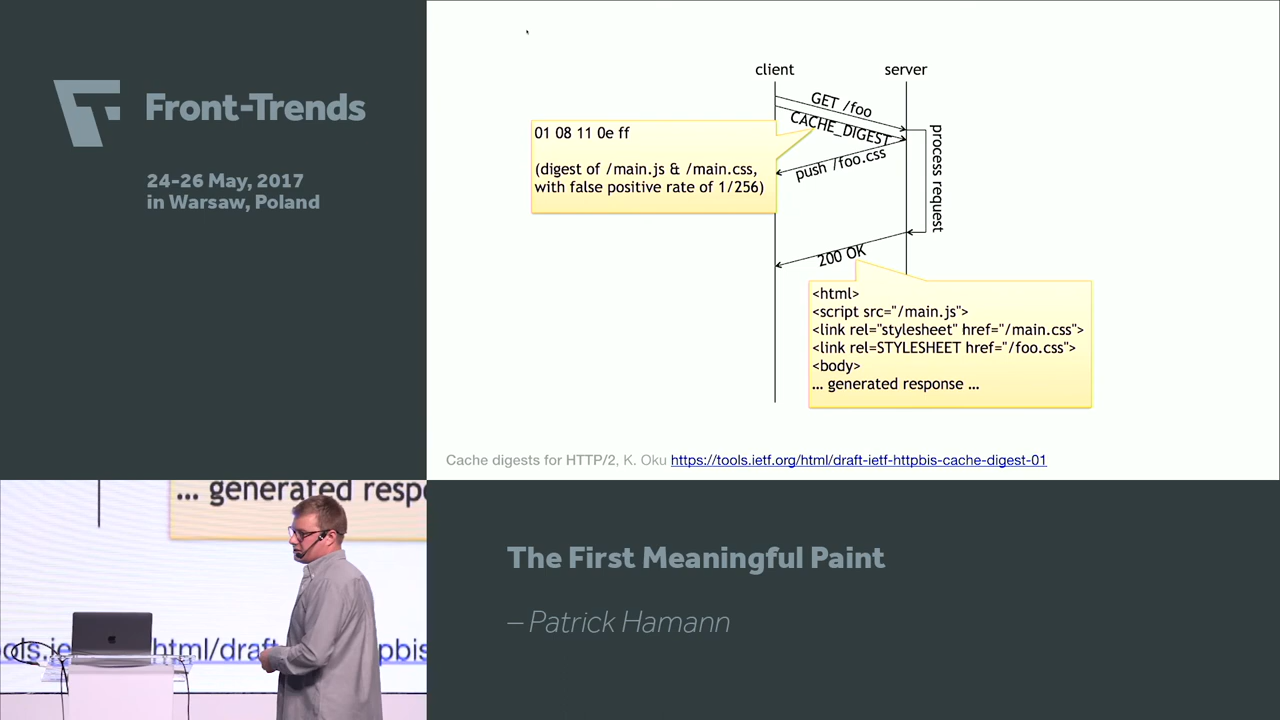 Front-Trends
24-26 May, 2017
in Warsaw, Poland
client
server
GET /foo
CACHE_DIGEST
push /foo.css
process request
200 OK
01 08 11 0e ff
(digest of /main.js & /main.css,
with false positive rate of 1/256)
<html>
<script src="/main.js">
<link rel="stylesheet" href="/main.css">
<link rel=STYLESHEET href="/foo.css">
<body>
... generated response ...
Cache digests for HTTP/2, K. Oku https://tools.ietf.org/html/draft-ietf-httpbis-cache-digest-01
... generated respo
ols.ie
html/draf
pbis
The First Meaningful Paint
– Patrick Hamann